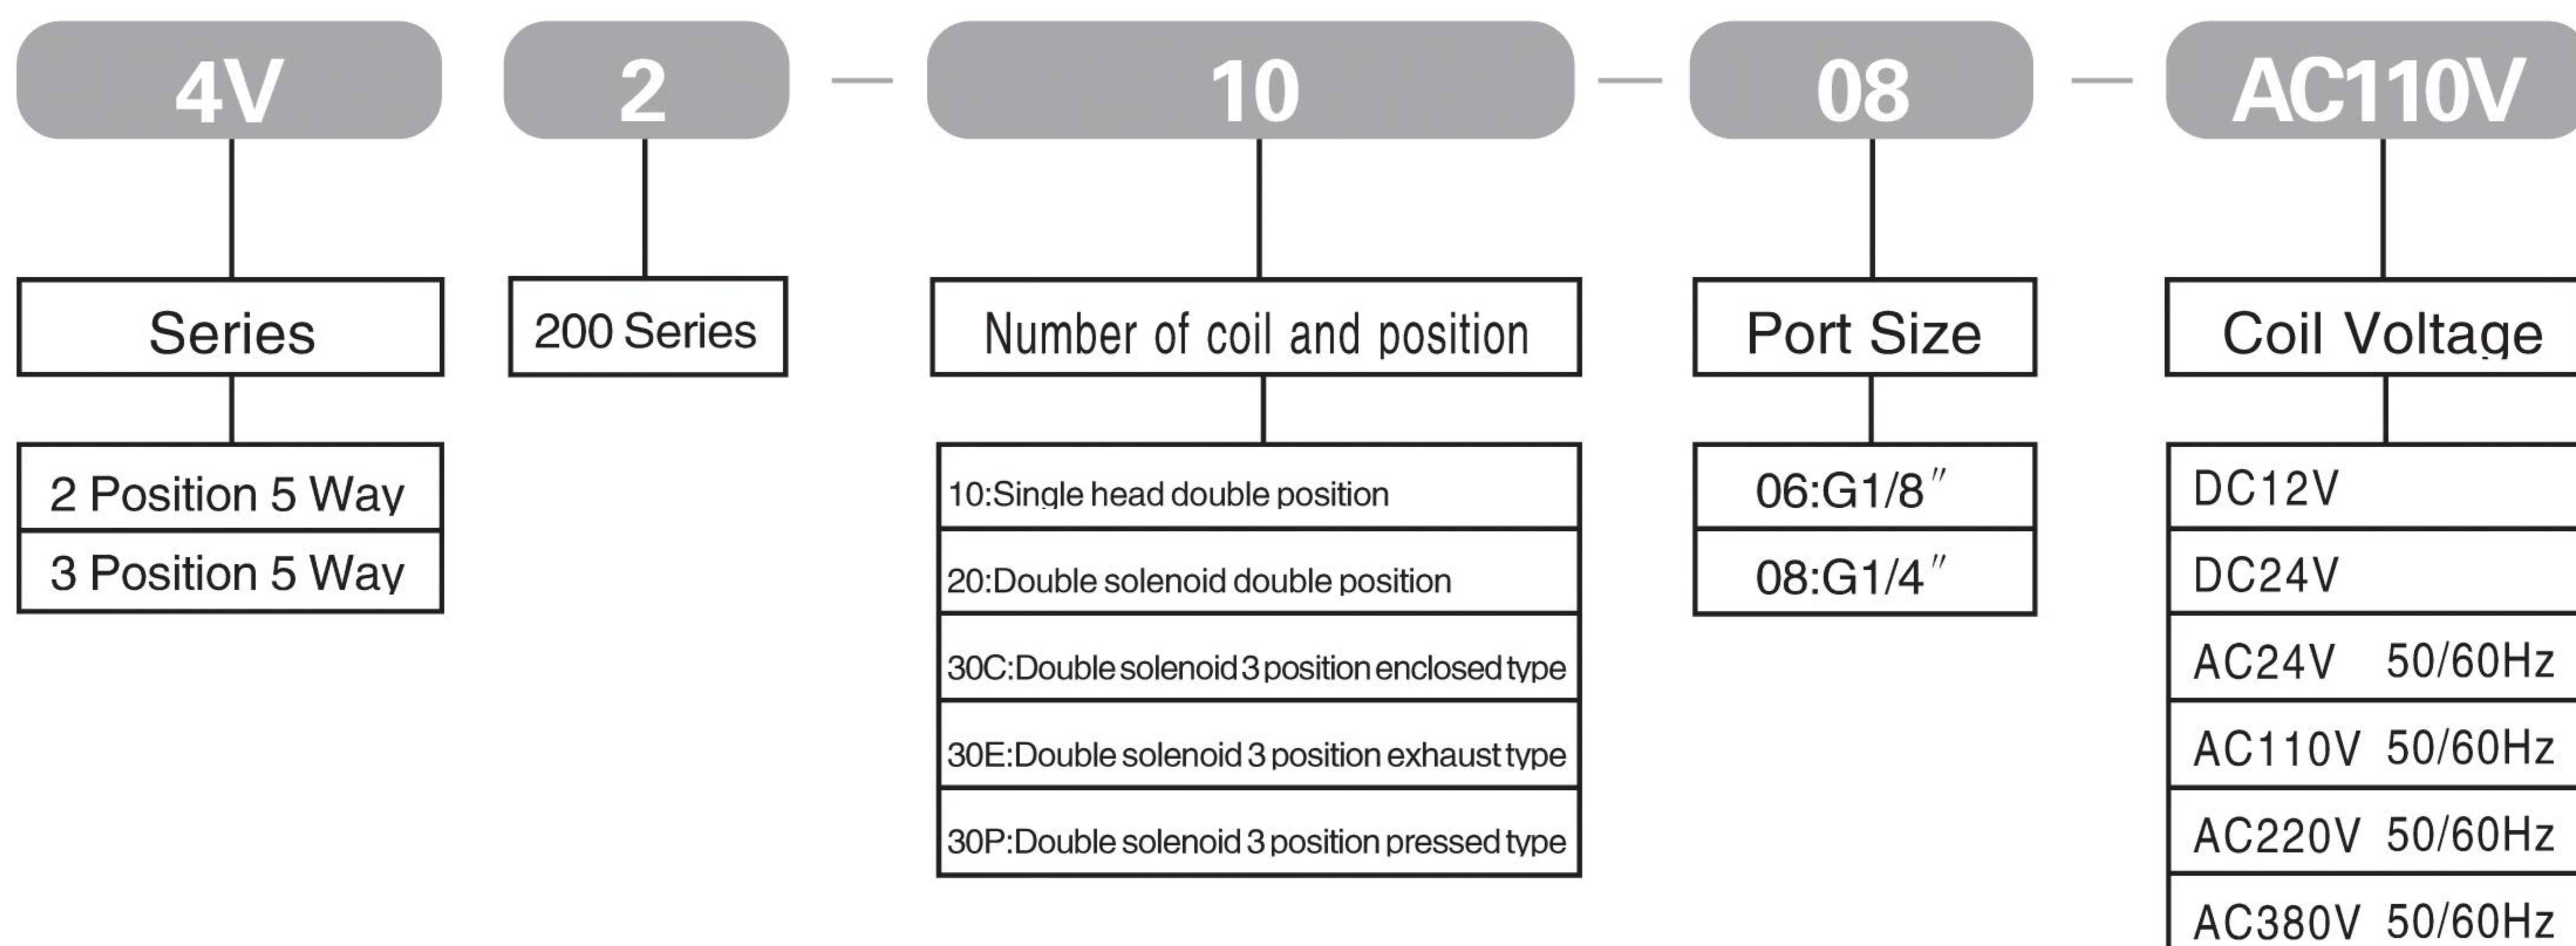 4V 2 — 10 — 08 — AC110V
Series
200 Series
Number of coil and position
Port Size
Coil Voltage
2 Position 5 Way
3 Position 5 Way
10:Single head double position
20:Double solenoid double position
30C:Double solenoid 3 position enclosed type
30E:Double solenoid 3 position exhaust type
30P:Double solenoid 3 position pressed type
06:G1/8″
08:G1/4″
DC12V
DC24V
AC24V 50/60Hz
AC110V 50/60Hz
AC220V 50/60Hz
AC380V 50/60Hz